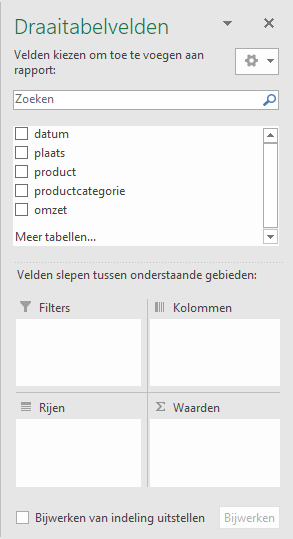 Draaitabelvelden
Velden kiezen om toe te voegen aan
rapport:
Zoeken
datum
plaats
product
productcategorie
omzet
Meer tabellen...
Velden slepen tussen onderstaande gebieden:
Filters
Kolommen
Rijen
Σ Waarden
Bijwerken van indeling uitstellen
Bijwerken